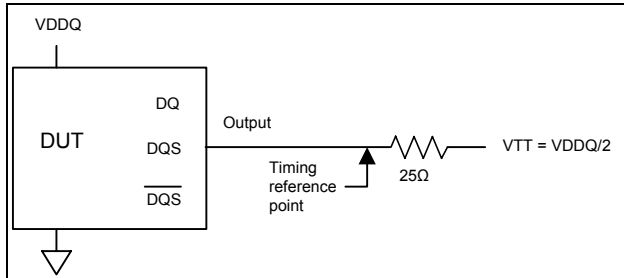 VDDQ
DQ
Output
DUT
DQS
VTT = VDDQ/2
Timing
reference
point
25Ω
DQS